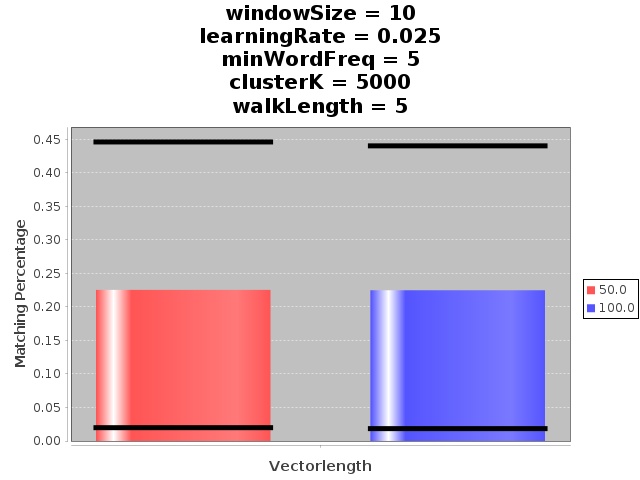 windowSize = 10
learningRate = 0.025
minWordFreq = 5
clusterK = 5000
walkLength = 5
Matching Percentage
0.45
0.40
0.35
0.30
0.25
0.20
0.15
0.10
0.05
0.00
Vectorlength
50.0
100.0